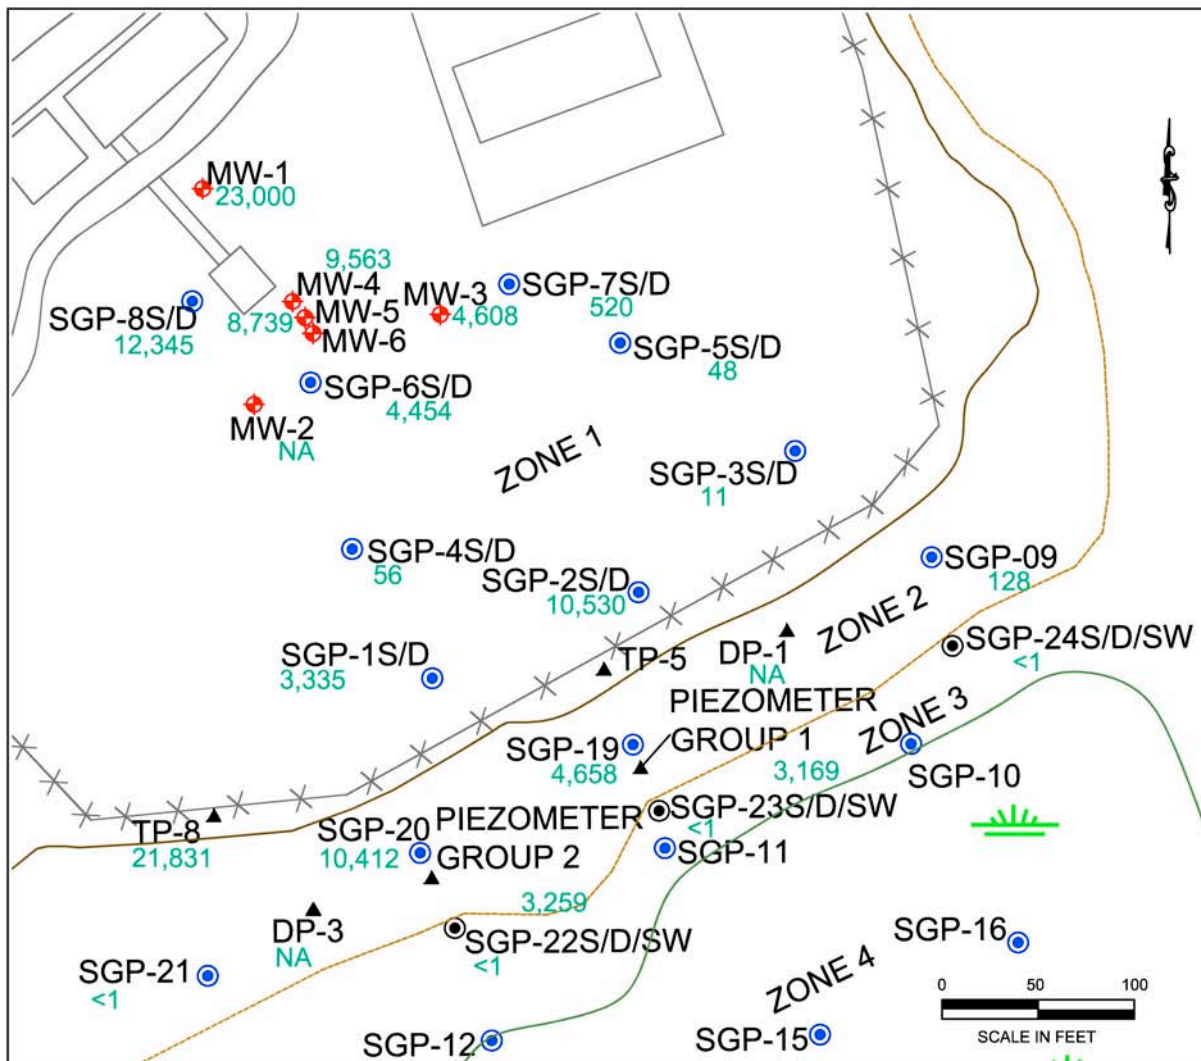 MW-1
23,000
9,563
MW-4
MW-3
SGP-7S/D
SGP-8S/D
8,739
MW-5
4,608
520
12,345
MW-6
SGP-5S/D
48
SGP-6S/D
4,454
MW-2
NA
ZONE 1
SGP-3S/D
11
SGP-4S/D
56
SGP-2S/D
10,530
SGP-09
128
ZONE 2
SGP-24S/D/SW
<1
SGP-1S/D
3,335
TP-5
DP-1
NA
PIEZOMETER
GROUP 1
ZONE 3
SGP-19
4,658
3,169
SGP-10
SGP-23S/D/SW
<1
TP-8
21,831
SGP-20
10,412
PIEZOMETER
GROUP 2
SGP-11
3,259
DP-3
NA
SGP-22S/D/SW
<1
SGP-16
SGP-21
<1
ZONE 4
0 50 100
SCALE IN FEET
SGP-12
SGP-15